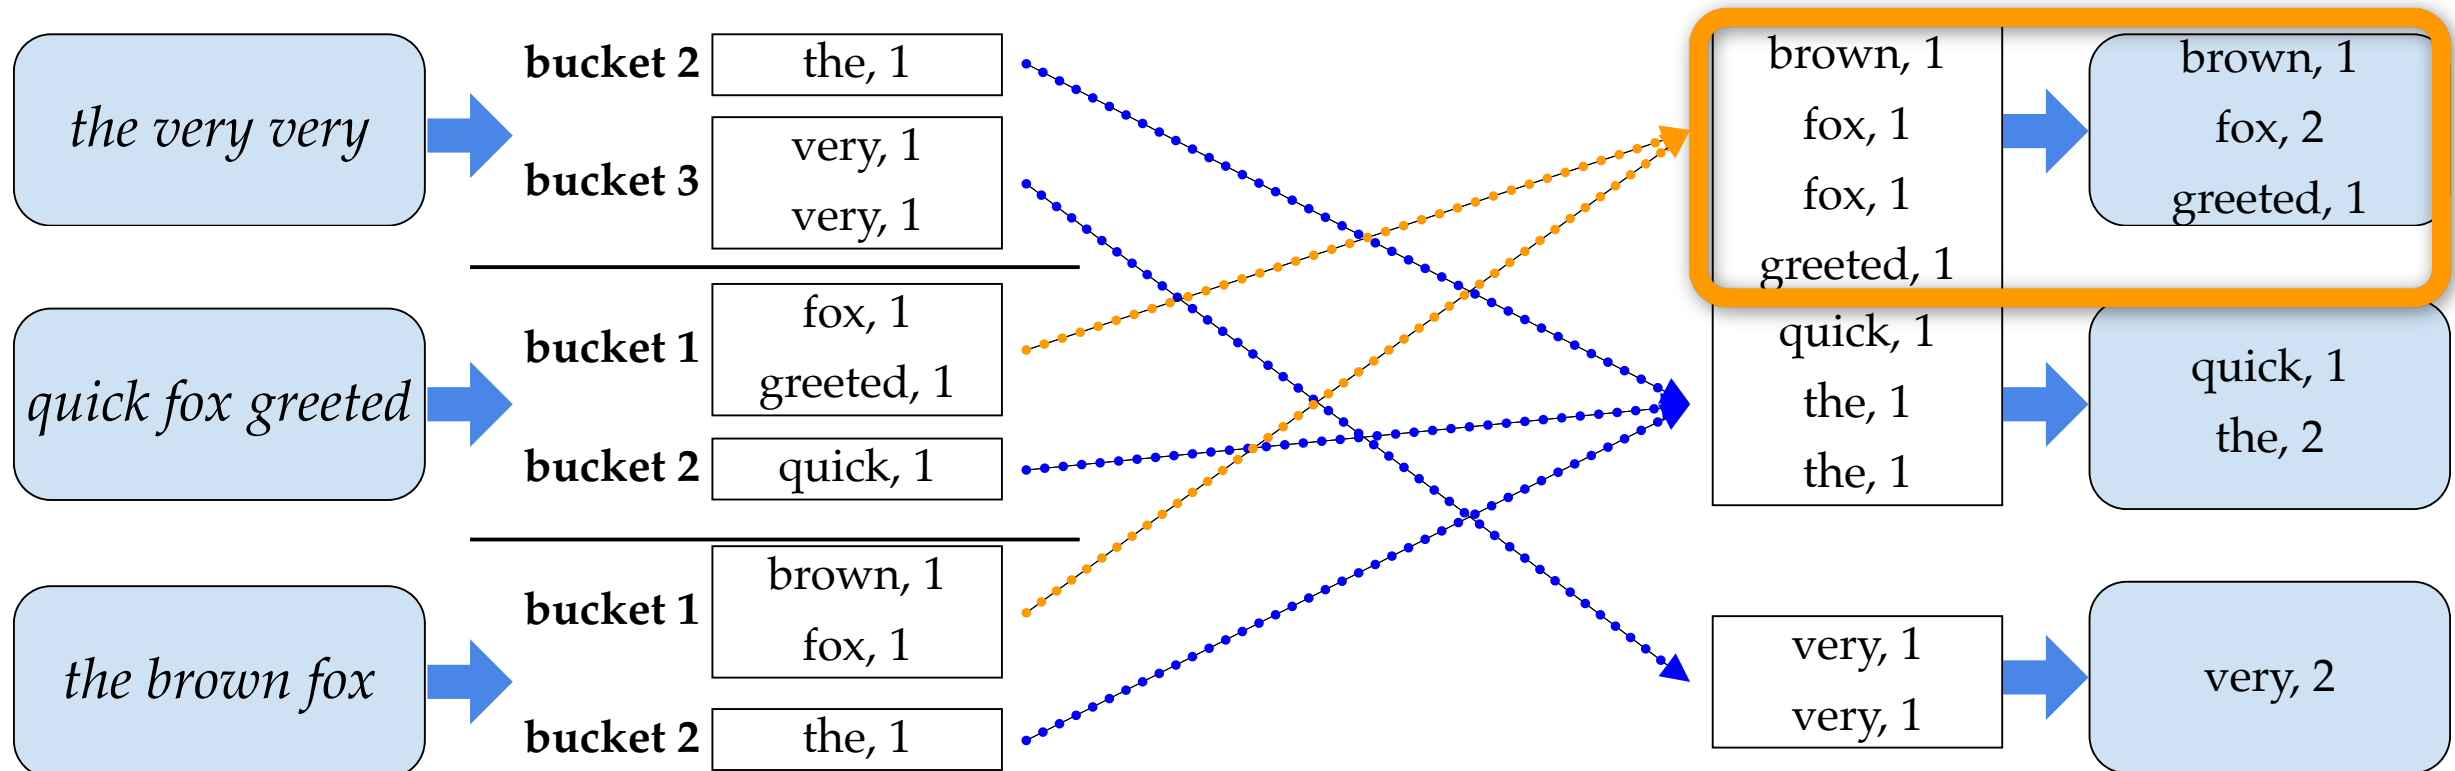 the very very
bucket 2
the, 1
bucket 3
very, 1
very, 1
quick fox greeted
bucket 1
fox, 1
greeted, 1
bucket 2
quick, 1
the brown fox
bucket 1
brown, 1
fox, 1
bucket 2
the, 1
brown, 1
fox, 1
fox, 1
greeted, 1
brown, 1
fox, 2
greeted, 1
quick, 1
the, 1
the, 1
quick, 1
the, 2
very, 1
very, 1
very, 2